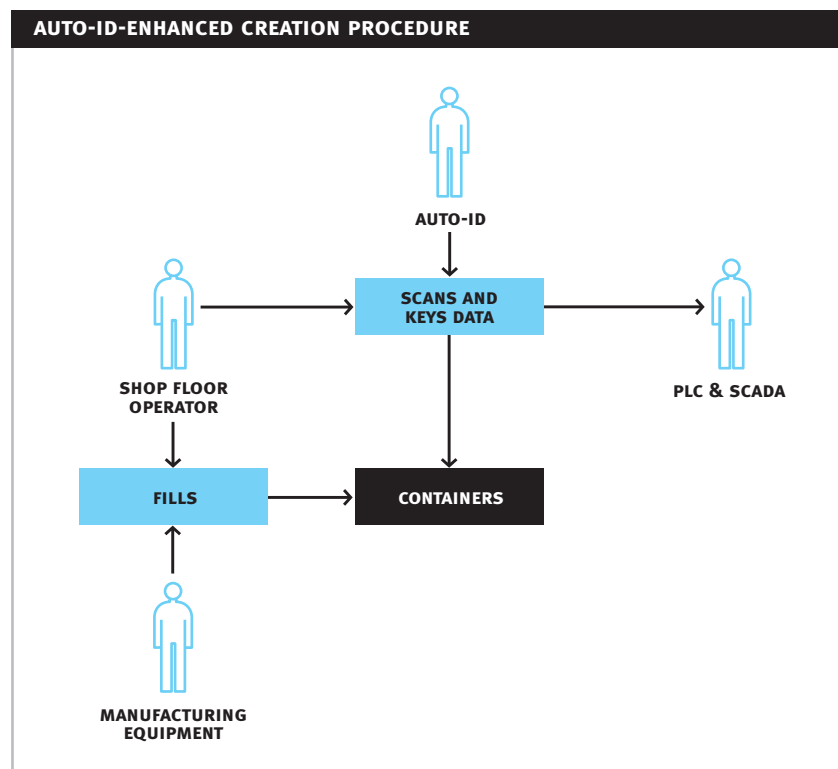 AUTO-ID-ENHANCED CREATION PROCEDURE
AUTO-ID
SCANS AND
KEYS DATA
SHOP FLOOR
OPERATOR
PLC & SCADA
FILLS
CONTAINERS
MANUFACTURING
EQUIPMENT